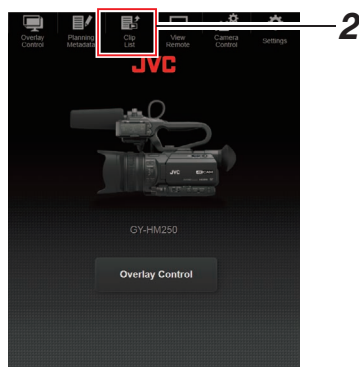 Overlay Control
Planning Metadata
Clip List
View Remote
Camera Control
Settings
2
JVC
JVC
GY-HM250
Overlay Control